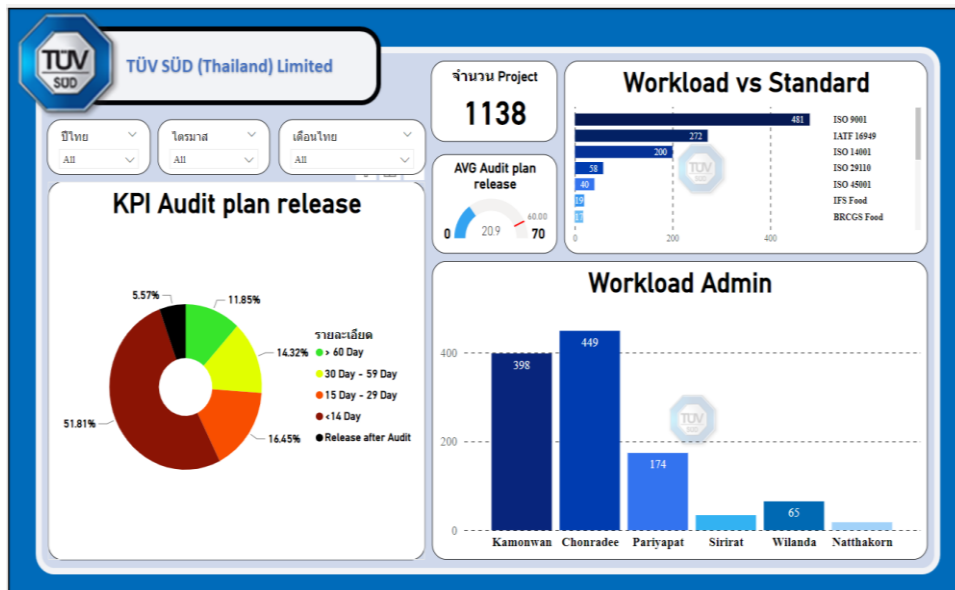 TÜV
SÜD
TÜV SÜD (Thailand) Limited
ปีไทย
All
ไตรมาส
All
เดือนไทย
All
จำนวน Project
1138
AVG Audit plan
release
0
20.9
60.00
70
Workload vs Standard
481
ISO 9001
272
IATF 16949
200
ISO 14001
58
ISO 29110
40
ISO 45001
19
IFS Food
17
BRCGS Food
0
200
400
TÜV
KPI Audit plan release
5.57%
11.85%
14.32%
16.45%
51.81%
รายละเอียด
> 60 Day
30 Day - 59 Day
15 Day - 29 Day
<14 Day
Release after Audit
Workload Admin
400
200
0
398
449
174
65
TÜV
Kamonwan Chonradee Pariyapat Sirirat Wilanda Natthakorn